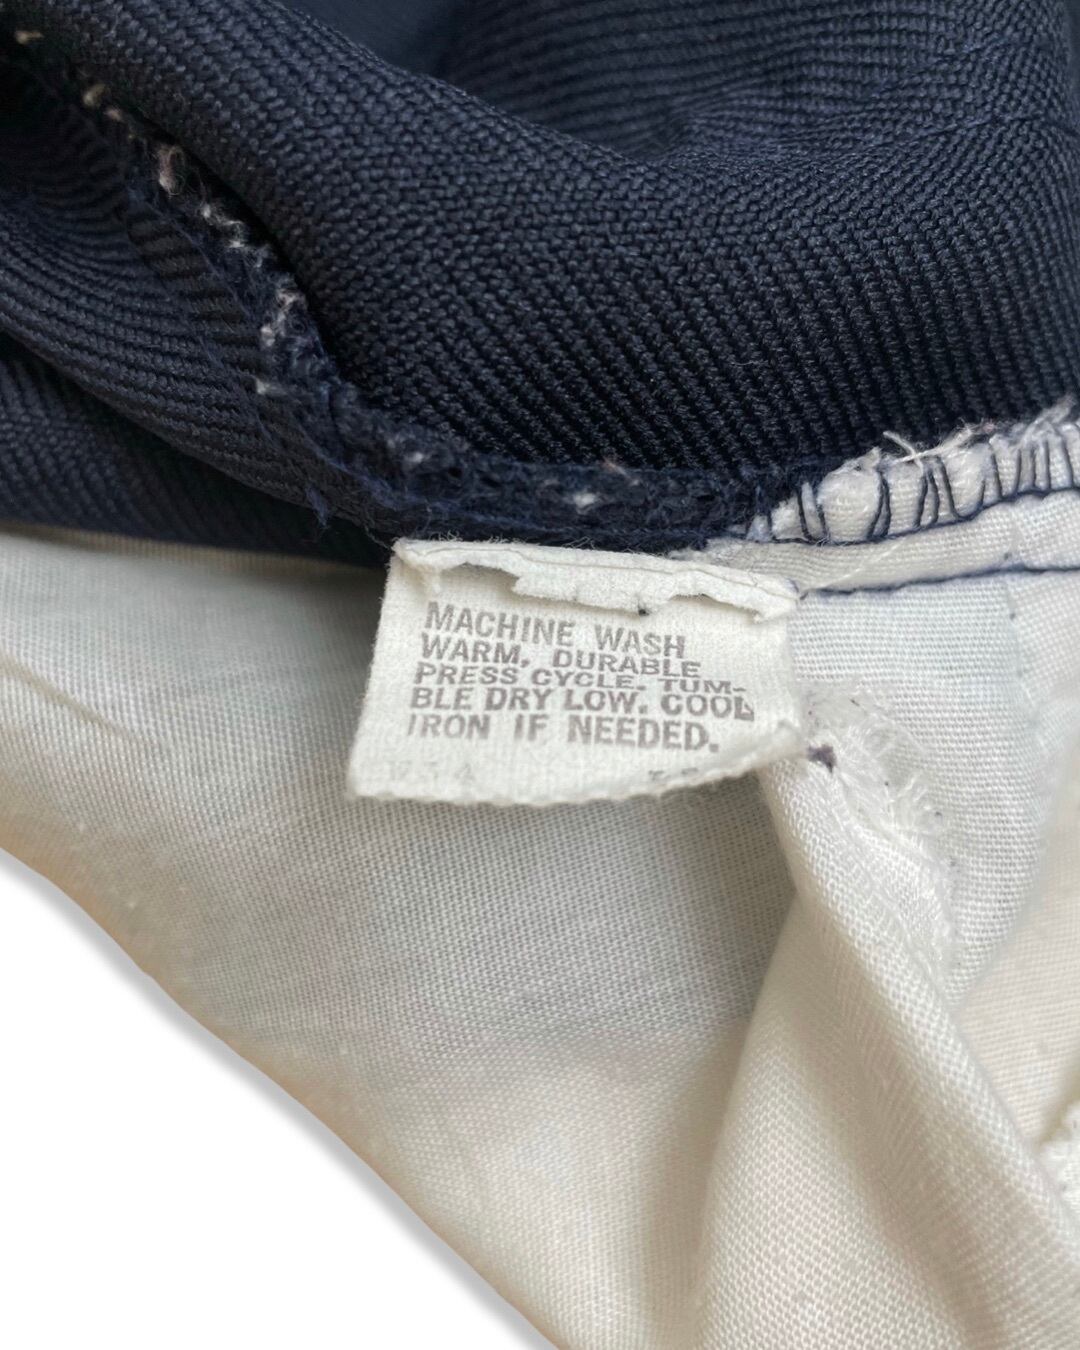 MACHINE WASH
WARM, DURABLE
PRESS CYCLE. TUM-
BLE DRY LOW. COOL
IRON IF NEEDED.